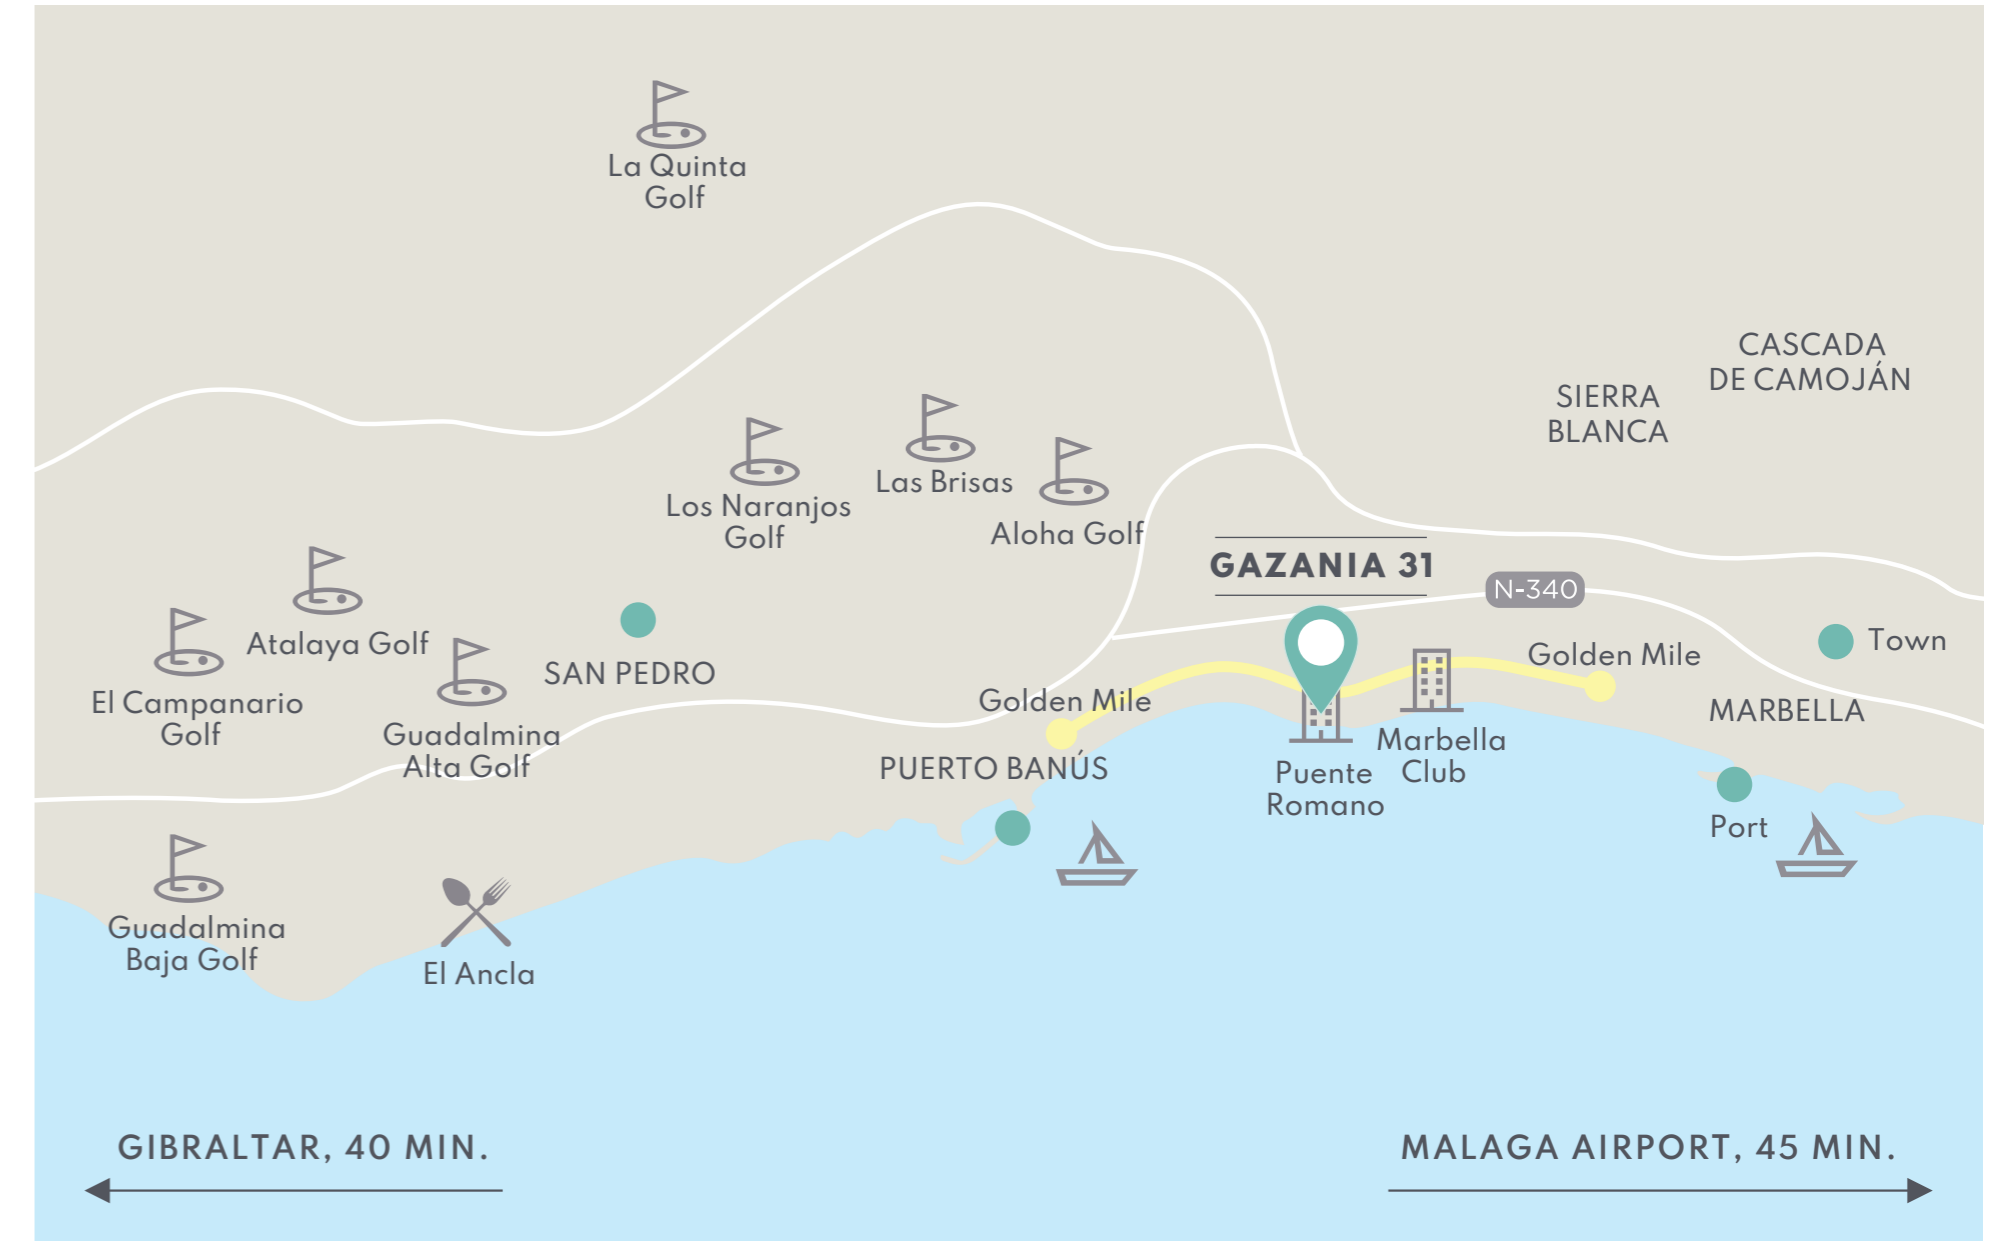 La Quinta
Golf
CASCADA
DE CAMOJÁN
SIERRA
BLANCA
Las Brisas
Los Naranjos
Golf
Aloha Golf
GAZANIA 31
N-340
Atalaya Golf
SAN PEDRO
Golden Mile
Town
El Campanario
Golf
Guadalmina
Alta Golf
Golden Mile
MARBELLA
PUERTO BANÚS
Marbella
Club
Puente
Romano
Port
Guadalmina
Baja Golf
El Ancla
GIBRALTAR, 40 MIN.
MALAGA AIRPORT, 45 MIN.